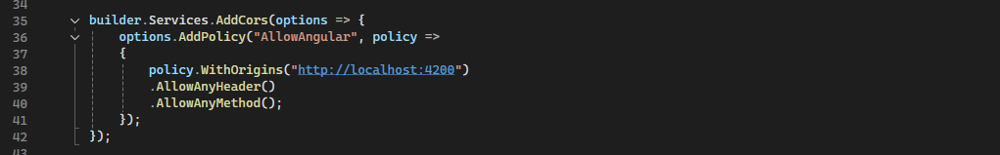 34
35 builder.Services.AddCors(options => {
36 options.AddPolicy("AllowAngular", policy =>
37 {
38 policy.WithOrigins("http://localhost:4200")
39 .AllowAnyHeader()
40 .AllowAnyMethod();
41 });
42 });
43